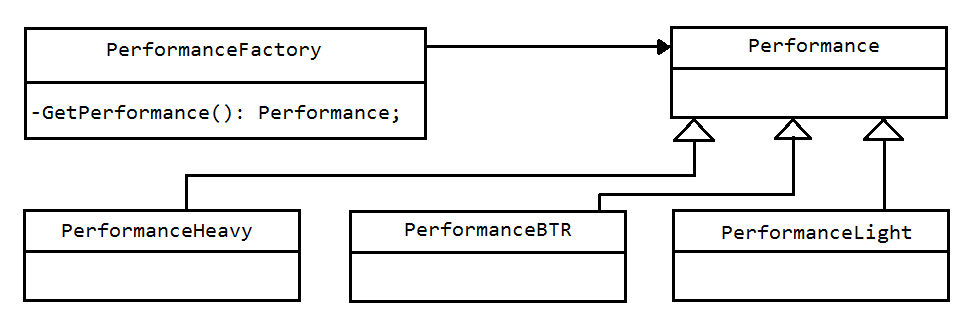 PerformanceFactory
-GetPerformance(): Performance;
Performance
PerformanceHeavy
PerformanceBTR
PerformanceLight